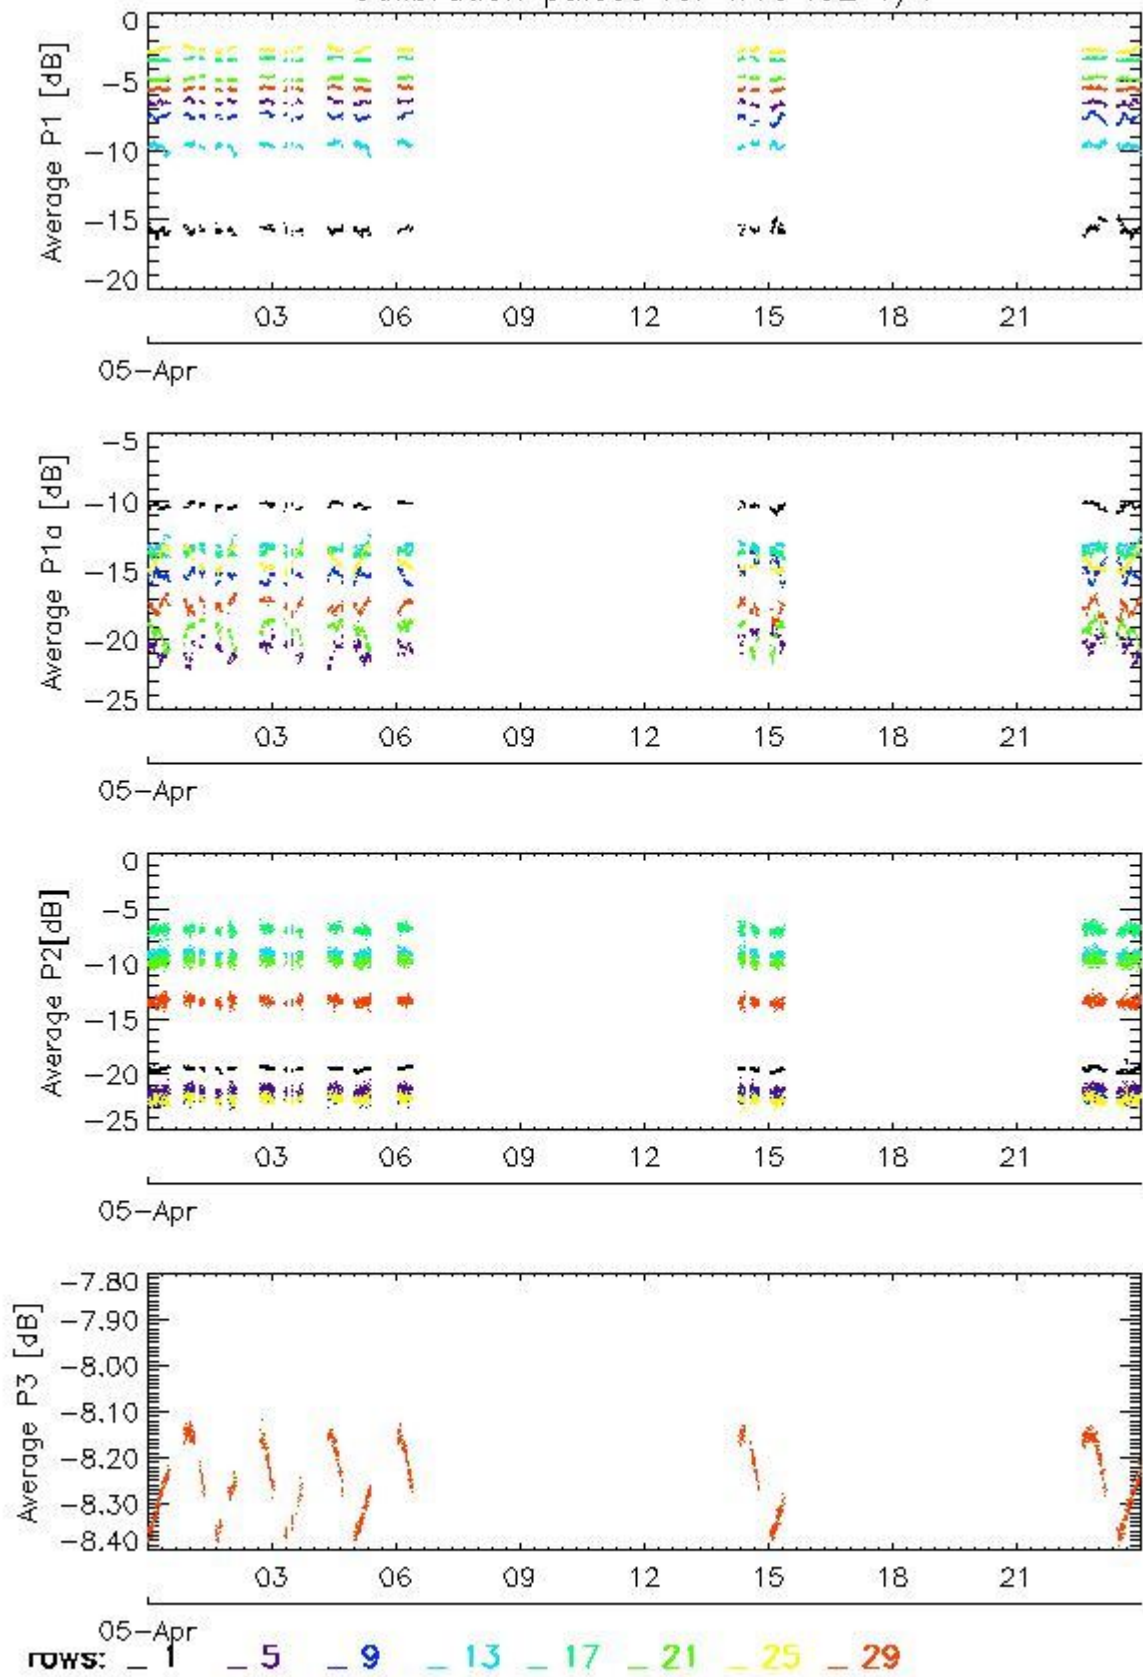 0
−5
−10
−15
−20
Average P1 [dB]
03 06 09 12 15 18 21
05−Apr
−5
−10
−15
−20
−25
Average P1a [dB]
03 06 09 12 15 18 21
05−Apr
0
−5
−10
−15
−20
−25
Average P2[dB]
03 06 09 12 15 18 21
05−Apr
−7.80
−7.90
−8.00
−8.10
−8.20
−8.30
−8.40
Average P3 [dB]
03 06 09 12 15 18 21
05−Apr
rows: _ 1 _ 5 _ 9 _ 13 _ 17 _ 21 _ 25 _ 29